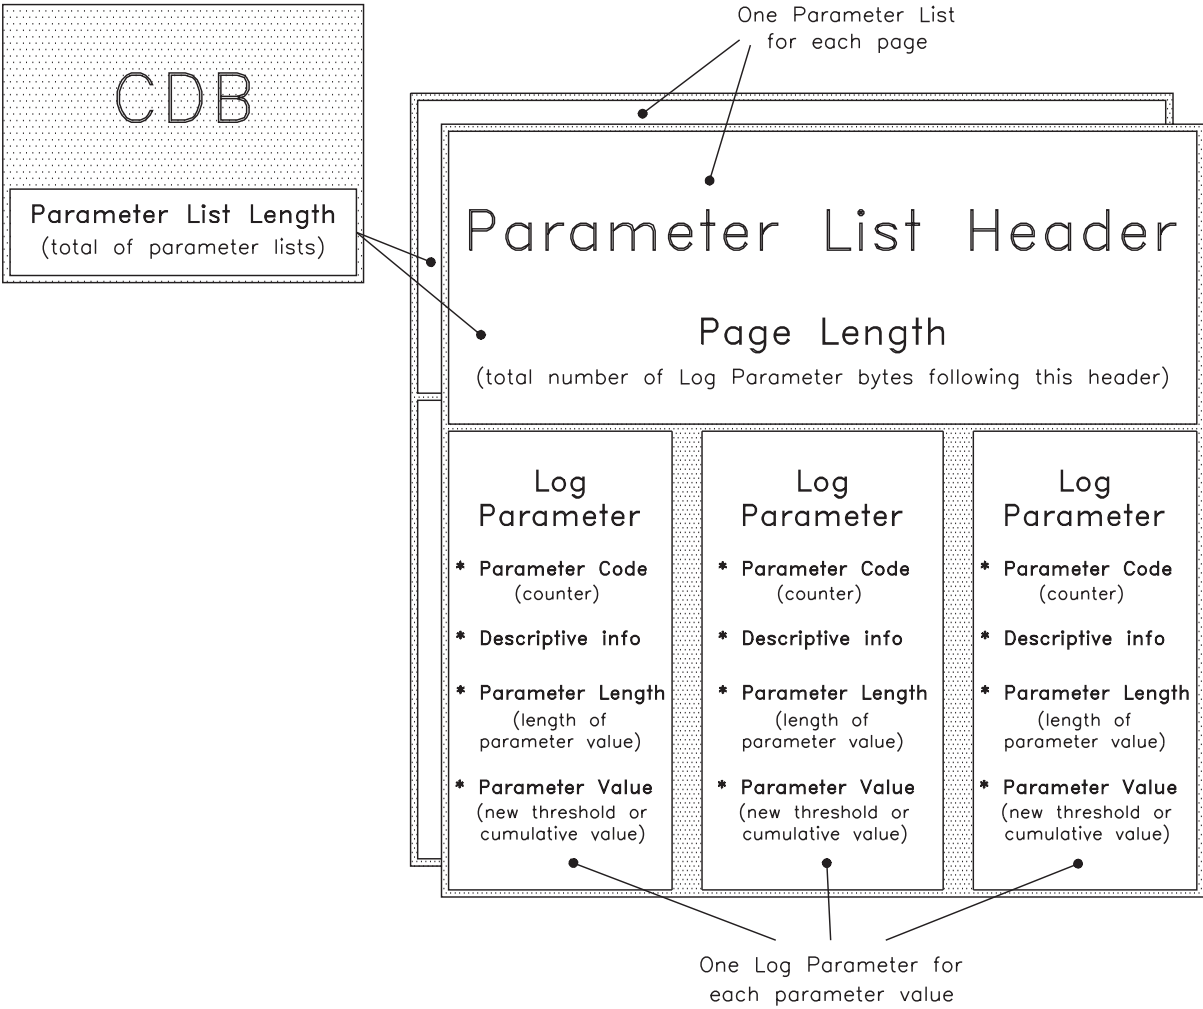 One Parameter List
for each page
CDB
Parameter List Length
(total of parameter lists)
Parameter List Header
Page Length
(total number of Log Parameter bytes following this header)
Log
Parameter
* Parameter Code
(counter)
* Descriptive info
* Parameter Length
(length of
parameter value)
* Parameter Value
(new threshold or
cumulative value)
Log
Parameter
* Parameter Code
(counter)
* Descriptive info
* Parameter Length
(length of
parameter value)
* Parameter Value
(new threshold or
cumulative value)
Log
Parameter
* Parameter Code
(counter)
* Descriptive info
* Parameter Length
(length of
parameter value)
* Parameter Value
(new threshold or
cumulative value)
One Log Parameter for
each parameter value